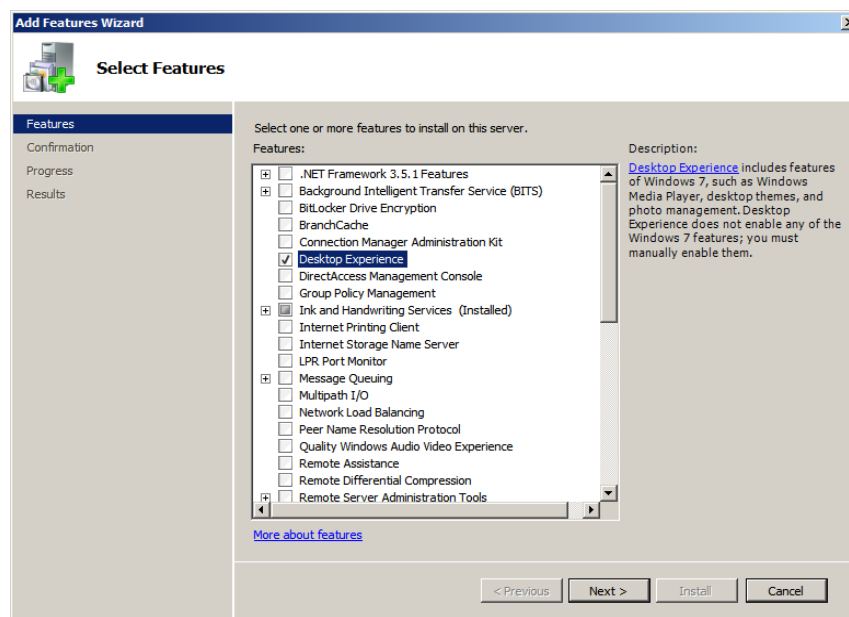 Add Features Wizard
Select Features
Features
Confirmation
Progress
Results
Select one or more features to install on this server.
Features:
.NET Framework 3.5.1 Features
Background Intelligent Transfer Service (BITS)
BitLocker Drive Encryption
BranchCache
Connection Manager Administration Kit
Desktop Experience
DirectAccess Management Console
Group Policy Management
Ink and Handwriting Services (Installed)
Internet Printing Client
Internet Storage Name Server
LPR Port Monitor
Message Queuing
Multipath I/O
Network Load Balancing
Peer Name Resolution Protocol
Quality Windows Audio Video Experience
Remote Assistance
Remote Differential Compression
Remote Server Administration Tools
More about features
Description:
Desktop Experience includes features
of Windows 7, such as Windows
Media Player, desktop themes, and
photo management. Desktop
Experience does not enable any of the
Windows 7 features; you must
manually enable them.
< Previous
Next >
Install
Cancel